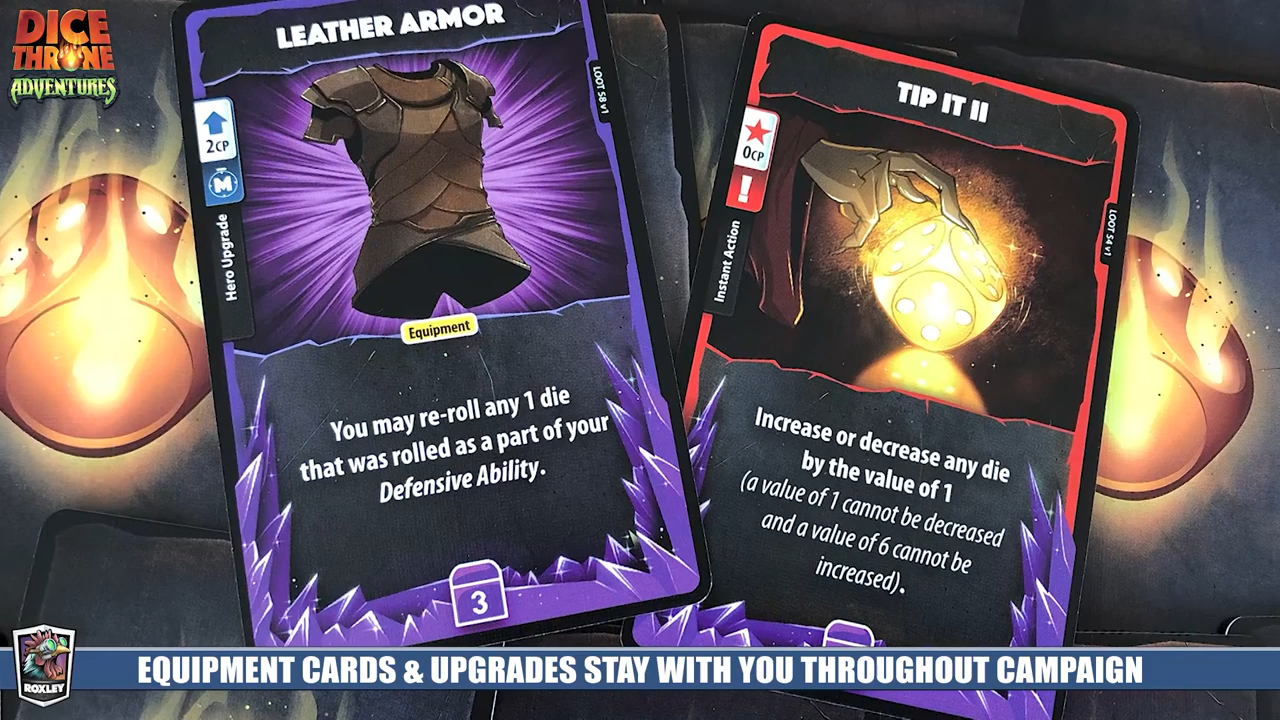 DICE
THRONE
ADVENTURES
LEATHER ARMOR
LOOT 58 V1
2CP
M
Hero Upgrade
Equipment
You may re-roll any 1 die
that was rolled as a part of your
Defensive Ability.
3
TIP IT II
LOOT 54 V1
0CP
!
Instant Action
Increase or decrease any die
by the value of 1
(a value of 1 cannot be decreased
and a value of 6 cannot be
increased).
ROXLEY
EQUIPMENT CARDS & UPGRADES STAY WITH YOU THROUGHOUT CAMPAIGN